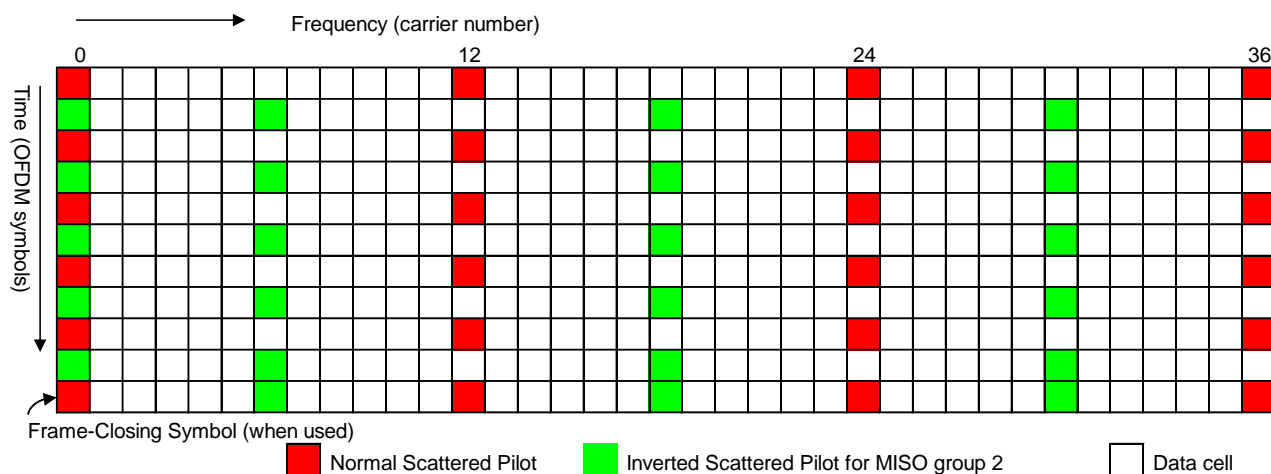 Frequency (carrier number)
0 12 24 36
Time (OFDM symbols)
Frame-Closing Symbol (when used)
Normal Scattered Pilot Inverted Scattered Pilot for MISO group 2 Data cell